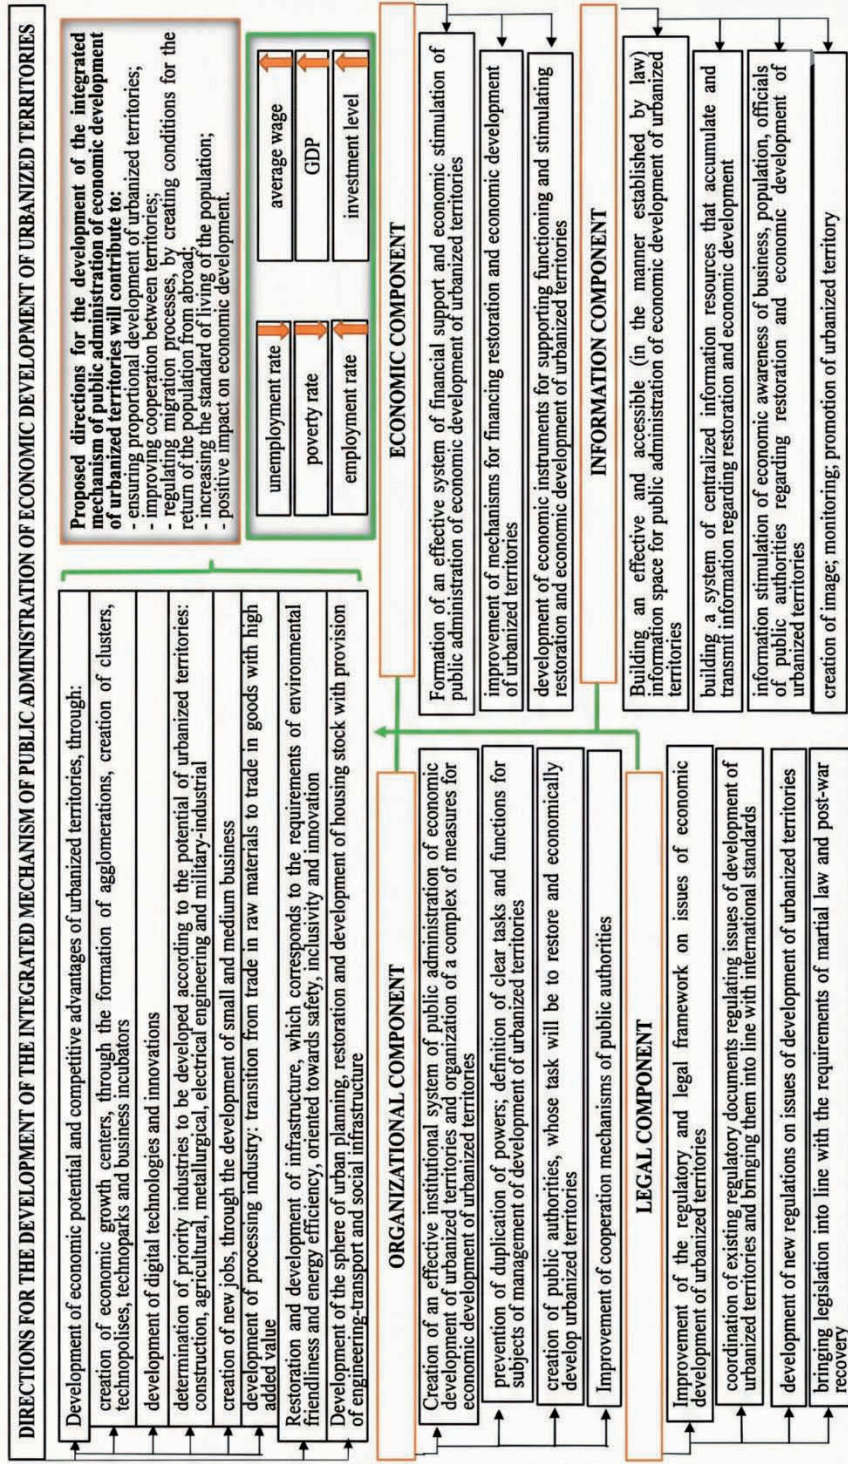 DIRECTIONS FOR THE DEVELOPMENT OF THE INTEGRATED MECHANISM OF PUBLIC ADMINISTRATION OF ECONOMIC DEVELOPMENT OF URBANIZED TERRITORIES
Development of economic potential and competitive advantages of urbanized territories, through:
creation of economic growth centers, through the formation of agglomerations, creation of clusters,
technopolises, technoparks and business incubators
development of digital technologies and innovations
determination of priority industries to be developed according to the potential of urbanized territories:
construction, agricultural, metallurgical, electrical engineering and military-industrial
creation of new jobs, through the development of small and medium business
development of processing industry: transition from trade in raw materials to trade in goods with high
added value
Restoration and development of infrastructure, which corresponds to the requirements of environmental
friendliness and energy efficiency, oriented towards safety, inclusivity and innovation
Development of the sphere of urban planning, restoration and development of housing stock with provision
of engineering-transport and social infrastructure
Proposed directions for the development of the integrated
mechanism of public administration of economic development
of urbanized territories will contribute to:
- ensuring proportional development of urbanized territories;
- improving cooperation between territories;
- regulating migration processes, by creating conditions for the
return of the population from abroad;
- increasing the standard of living of the population;
- positive impact on economic development.
unemployment rate
average wage
poverty rate
GDP
employment rate
investment level
ORGANIZATIONAL COMPONENT
Creation of an effective institutional system of public administration of economic
development of urbanized territories and organization of a complex of measures for
economic development of urbanized territories
prevention of duplication of powers; definition of clear tasks and functions for
subjects of management of development of urbanized territories
creation of public authorities, whose task will be to restore and economically
develop urbanized territories
Improvement of cooperation mechanisms of public authorities
ECONOMIC COMPONENT
Formation of an effective system of financial support and economic stimulation of
public administration of economic development of urbanized territories
improvement of mechanisms for financing restoration and economic development
of urbanized territories
development of economic instruments for supporting functioning and stimulating
restoration and economic development of urbanized territories
LEGAL COMPONENT
Improvement of the regulatory and legal framework on issues of economic
development of urbanized territories
coordination of existing regulatory documents regulating issues of development of
urbanized territories and bringing them into line with international standards
development of new regulations on issues of development of urbanized territories
bringing legislation into line with the requirements of martial law and post-war
recovery
INFORMATION COMPONENT
Building an effective and accessible (in the manner established by law)
information space for public administration of economic development of urbanized
territories
building a system of centralized information resources that accumulate and
transmit information regarding restoration and economic development
information stimulation of economic awareness of business, population, officials
of public authorities regarding restoration and economic development of
urbanized territories
creation of image; monitoring; promotion of urbanized territory